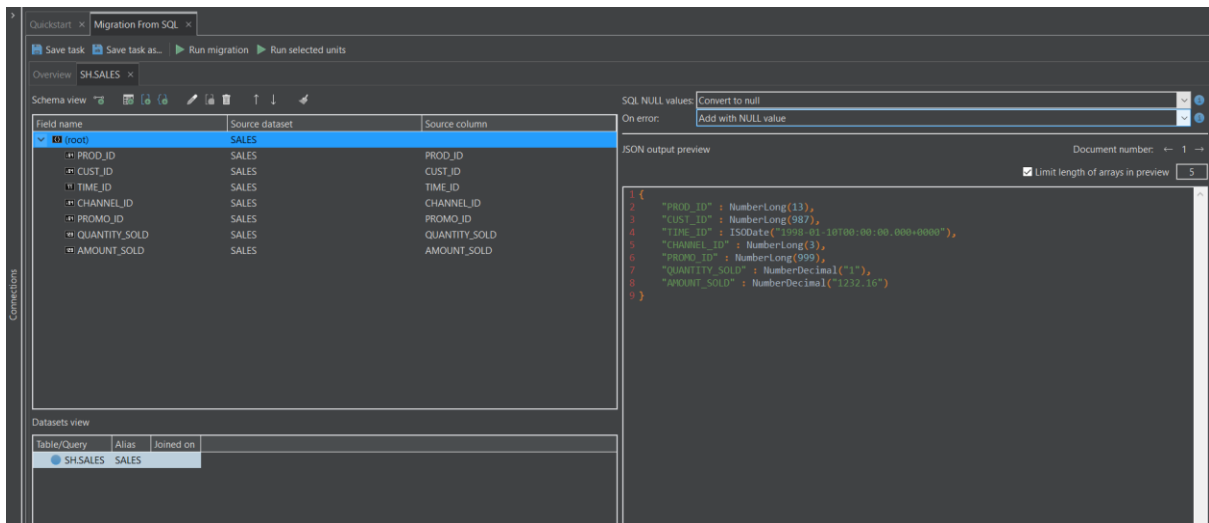 Quickstart × Migration From SQL ×
Save task Save task as... Run migration Run selected units
Overview SH.SALES ×
Schema view
Field name Source dataset Source column
(root) SALES
PROD_ID SALES PROD_ID
CUST_ID SALES CUST_ID
TIME_ID SALES TIME_ID
CHANNEL_ID SALES CHANNEL_ID
PROMO_ID SALES PROMO_ID
QUANTITY_SOLD SALES QUANTITY_SOLD
AMOUNT_SOLD SALES AMOUNT_SOLD
Datasets view
Table/Query Alias Joined on
SH.SALES SALES
Connections
SQL NULL values: Convert to null
On error: Add with NULL value
JSON output preview Document number: ← 1 →
Limit length of arrays in preview 5
1 {
2 "PROD_ID" : NumberLong(13),
3 "CUST_ID" : NumberLong(987),
4 "TIME_ID" : ISODate("1998-01-10T00:00:00.000+0000"),
5 "CHANNEL_ID" : NumberLong(3),
6 "PROMO_ID" : NumberLong(999),
7 "QUANTITY_SOLD" : NumberDecimal("1"),
8 "AMOUNT_SOLD" : NumberDecimal("1232.16")
9 }